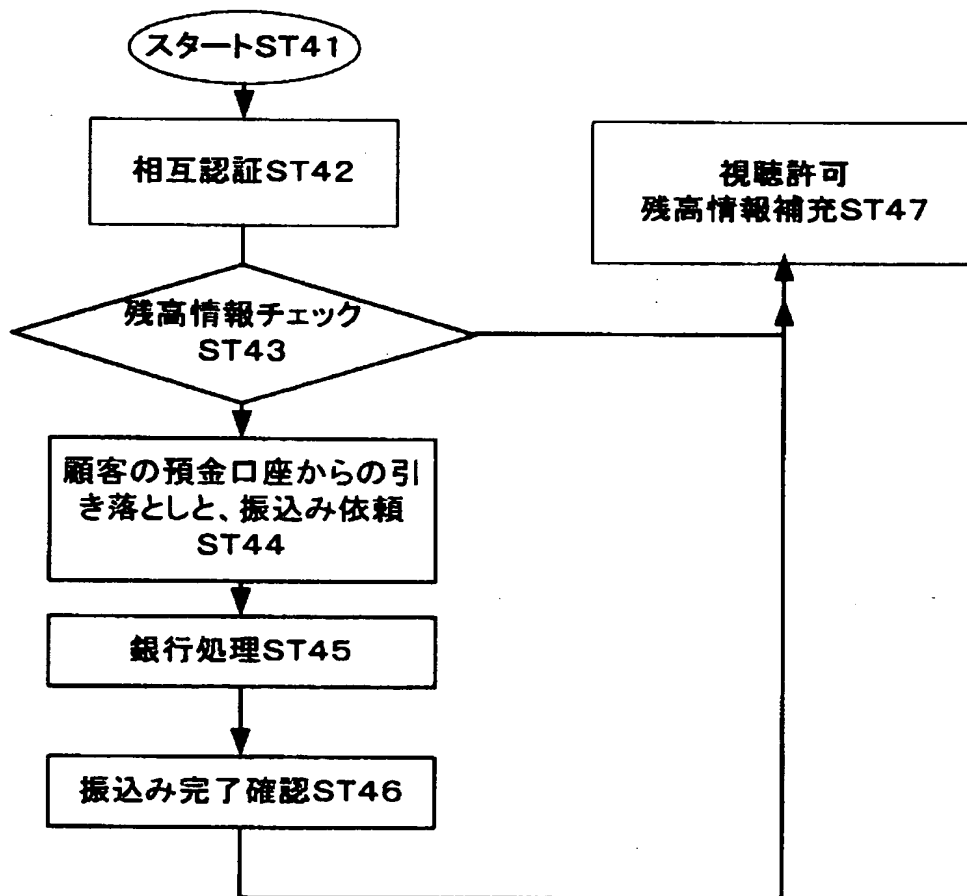 スタートST41
相互認証ST42
視聴許可
残高情報補充ST47
残高情報チェック
ST43
顧客の預金口座からの引
き落としと、振込み依頼
ST44
銀行処理ST45
振込み完了確認ST46